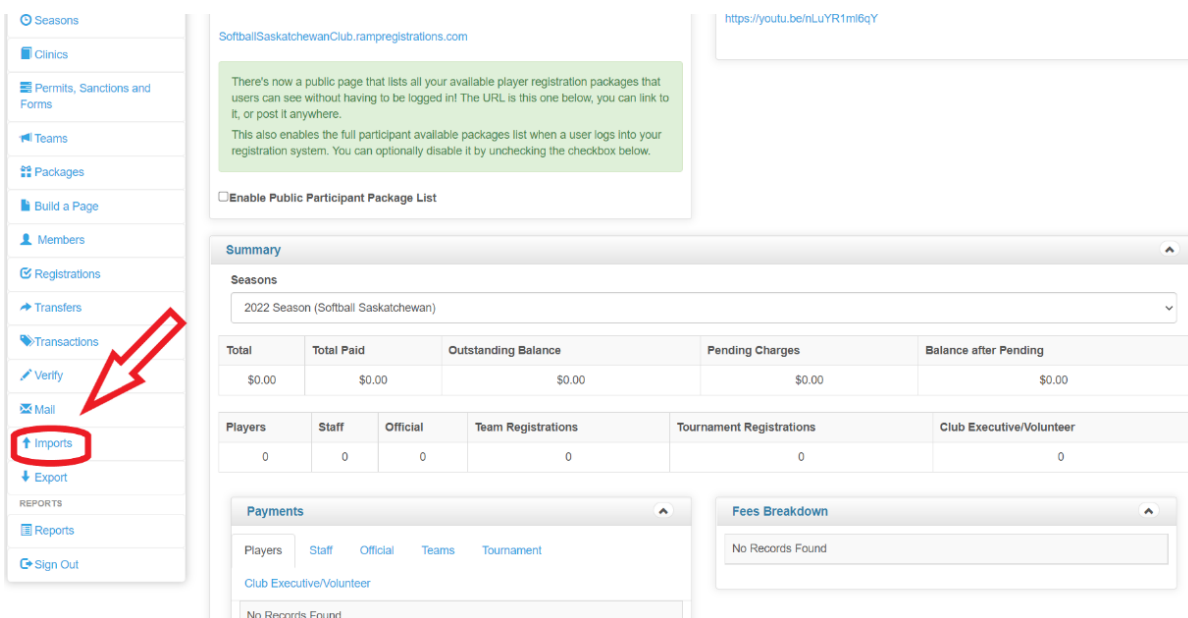 Seasons
Clinics
Permits, Sanctions and
Forms
Teams
Packages
Build a Page
Members
Registrations
Transfers
Transactions
Verify
Mail
Imports
Export
REPORTS
Reports
Sign Out
SoftballSaskatchewanClub.rampregistrations.com
There's now a public page that lists all your available player registration packages that
users can see without having to be logged in! The URL is this one below, you can link to
it, or post it anywhere.
This also enables the full participant available packages list when a user logs into your
registration system. You can optionally disable it by unchecking the checkbox below.
Enable Public Participant Package List
https://youtu.be/nLuYR1ml6qY
Summary
Seasons
2022 Season (Softball Saskatchewan)
Total Total Paid Outstanding Balance Pending Charges Balance after Pending
$0.00 $0.00 $0.00 $0.00 $0.00
Players Staff Official Team Registrations Tournament Registrations Club Executive/Volunteer
0 0 0 0 0 0
Payments
Players Staff Official Teams Tournament
Club Executive/Volunteer
No Records Found
Fees Breakdown
No Records Found